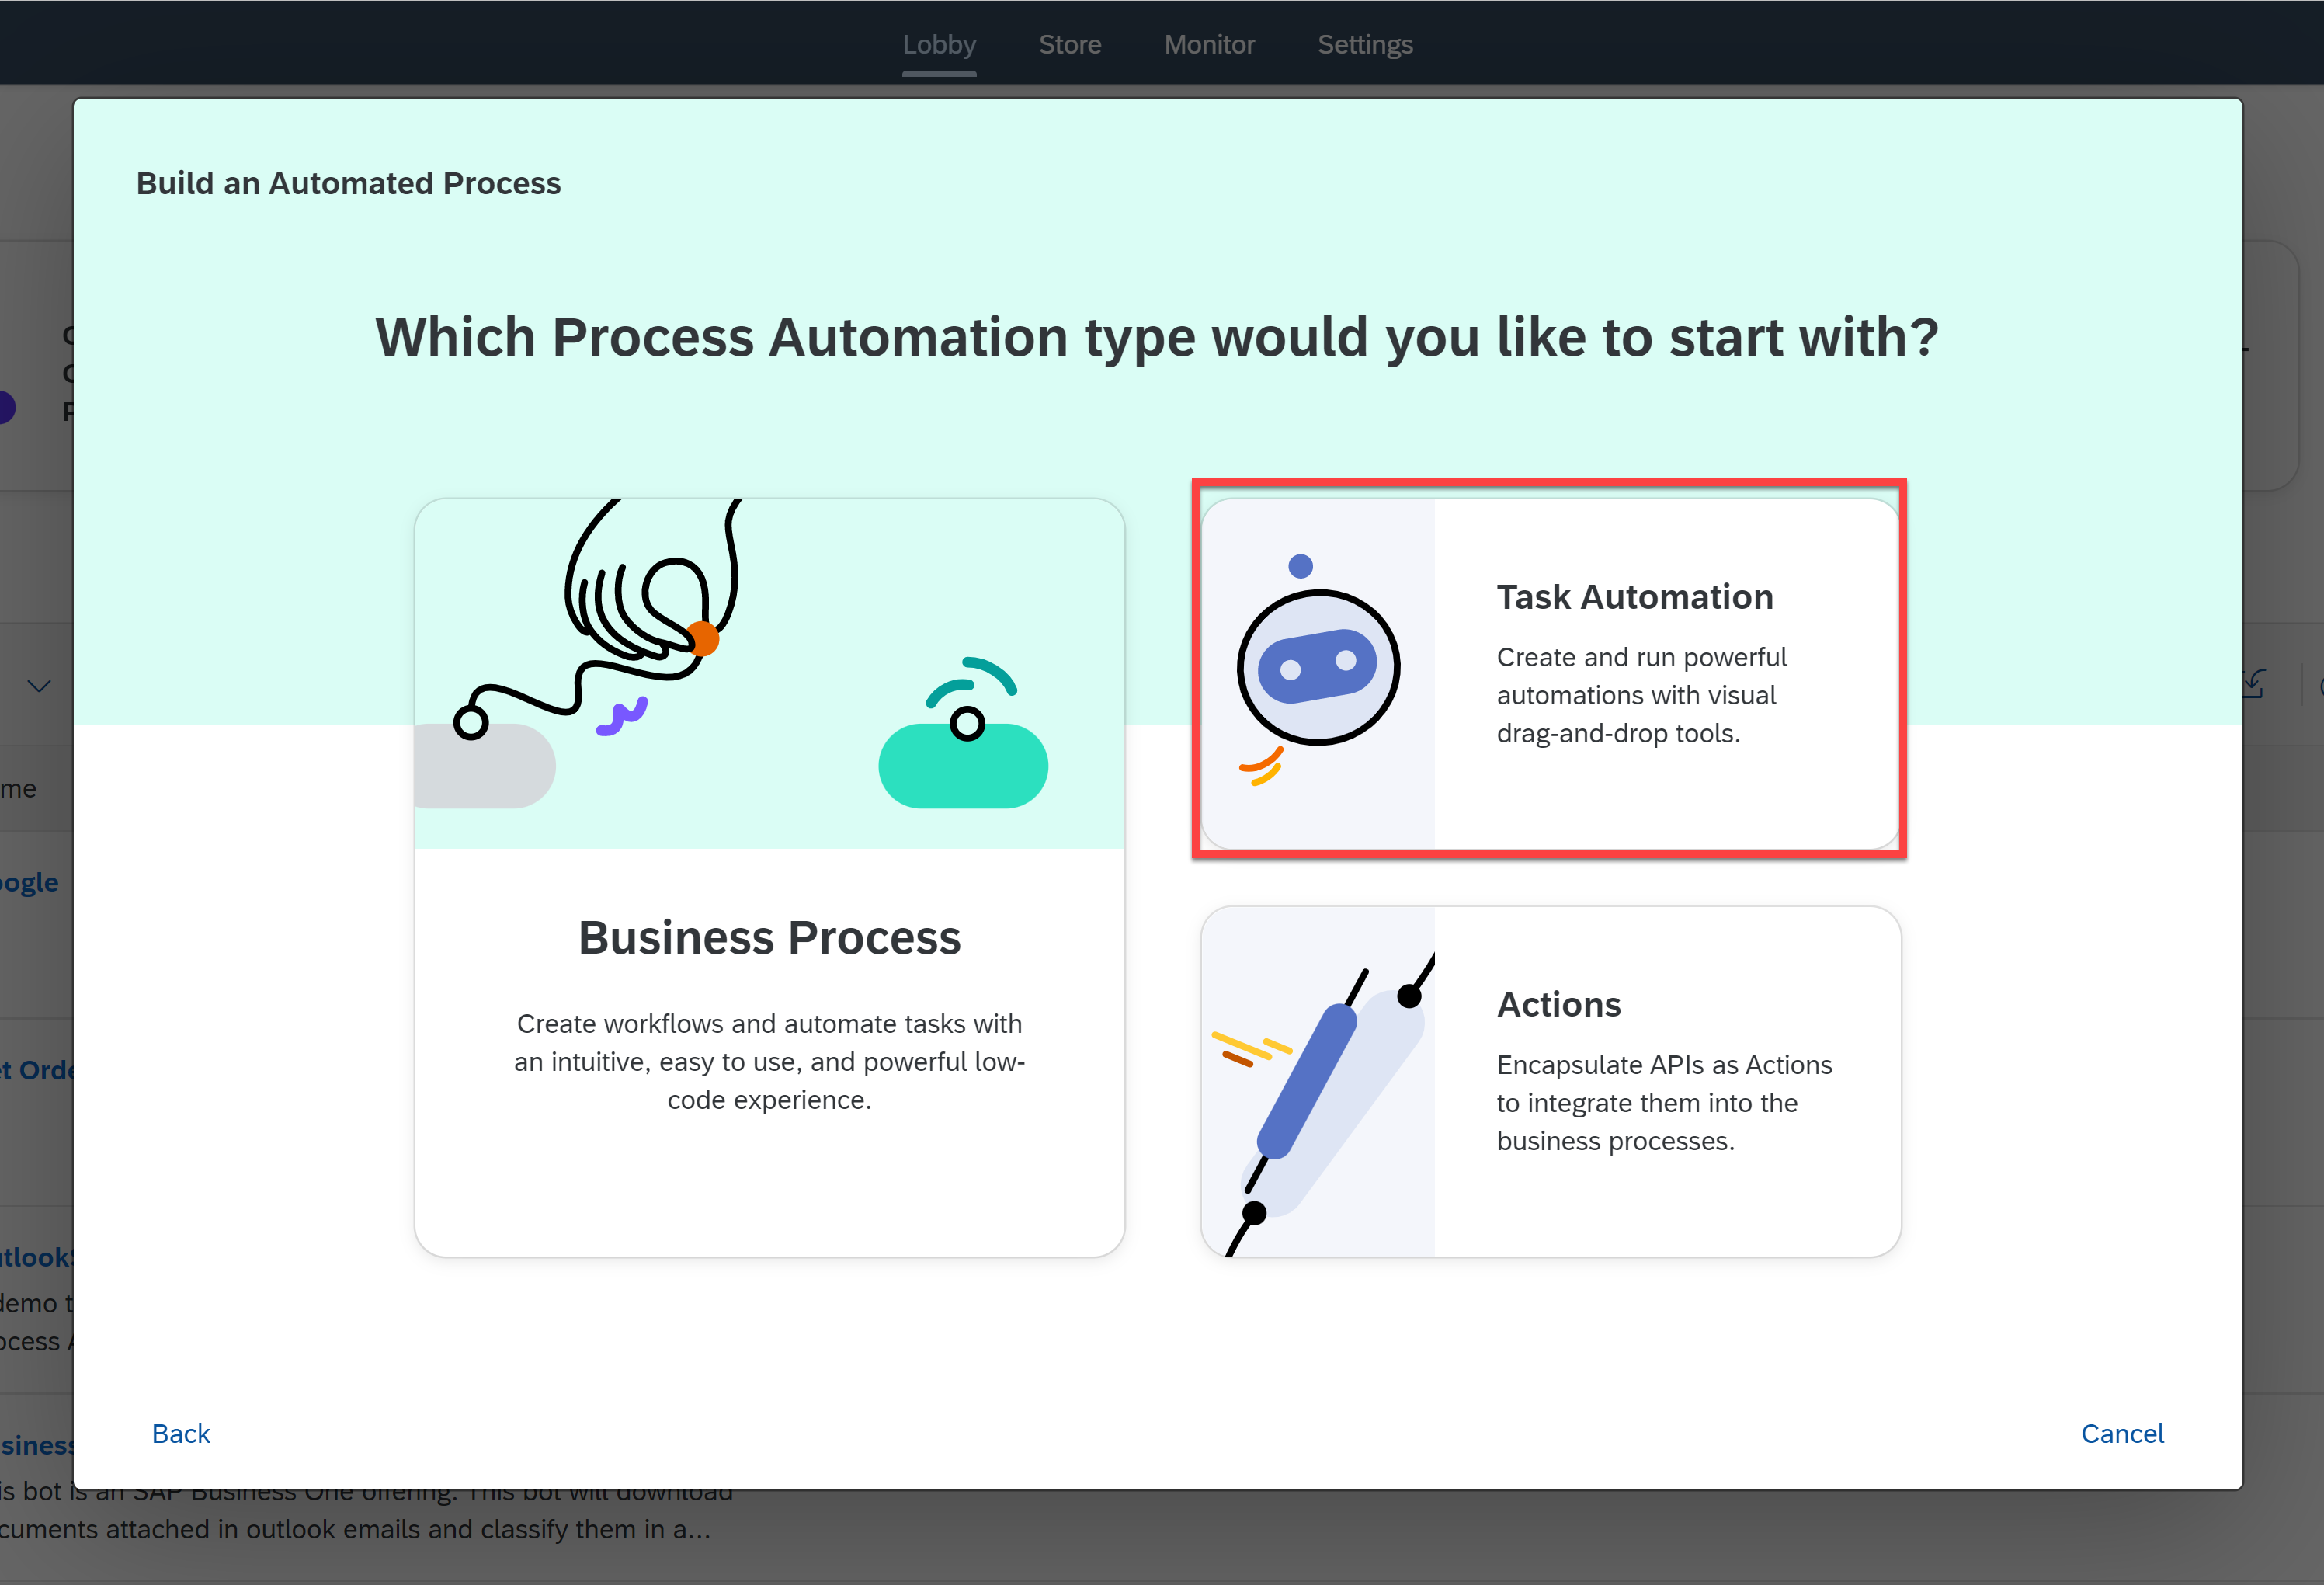 Lobby Store Monitor Settings
Build an Automated Process
Which Process Automation type would you like to start with?
Task Automation
Create and run powerful
automations with visual
drag-and-drop tools.
Business Process
Create workflows and automate tasks with
an intuitive, easy to use, and powerful low-
code experience.
Actions
Encapsulate APIs as Actions
to integrate them into the
business processes.
Back
Cancel
me
oogle
et Orde
utlook
demo t
ocess A
siness
is bot is an SAP Business One offering. This bot will download
cuments attached in outlook emails and classify them in a...